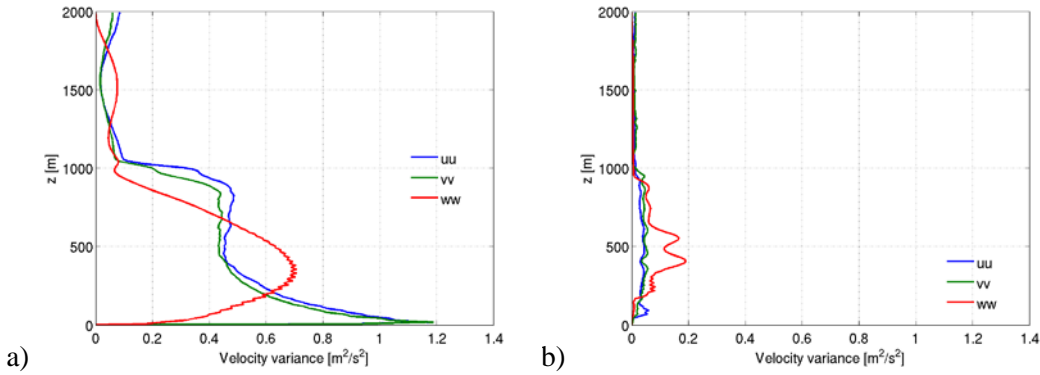 2000
1500
1000
500
0
z [m]
uu
vv
ww
0 0.2 0.4 0.6 0.8 1 1.2 1.4
Velocity variance [m²/s²]
a)
2000
1500
1000
500
0
z [m]
uu
vv
ww
0 0.2 0.4 0.6 0.8 1 1.2 1.4
Velocity variance [m²/s²]
b)